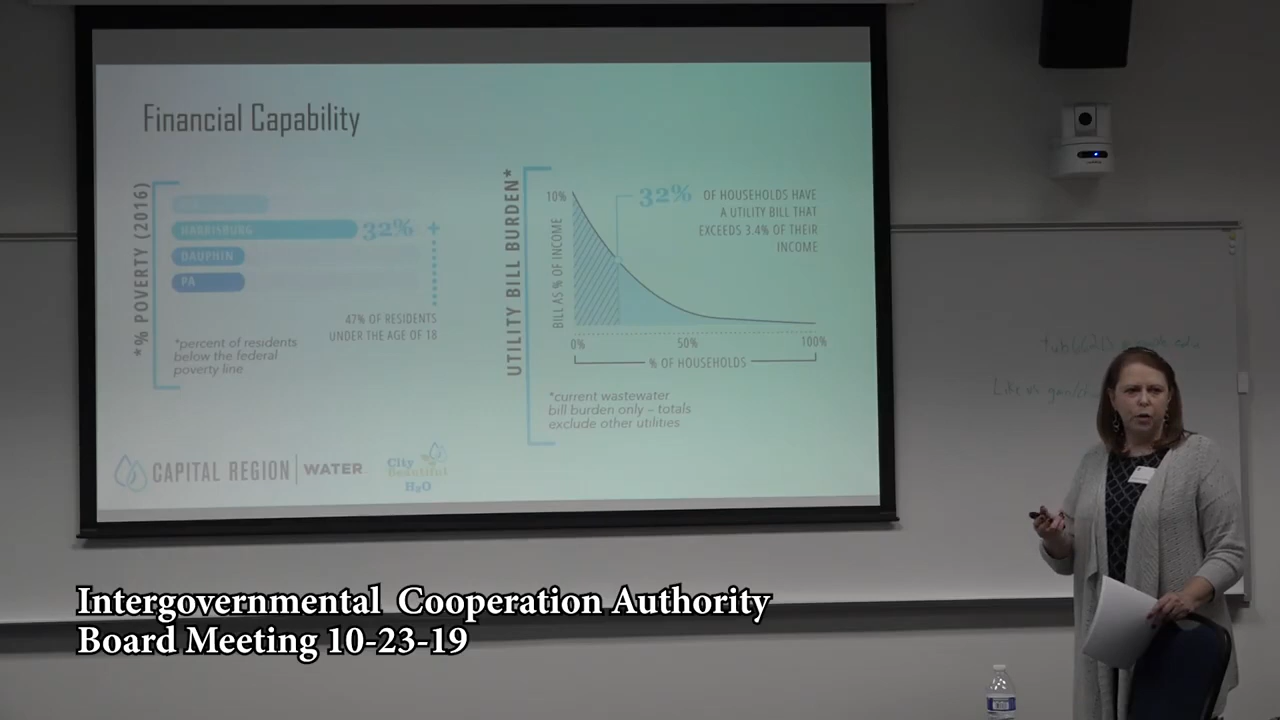 Financial Capability
*% POVERTY (2016)
HARRISBURG
32% +
DAUPHIN
PA
47% OF RESIDENTS
UNDER THE AGE OF 18
*percent of residents
below the federal
poverty line
UTILITY BILL BURDEN*
BILL AS % OF INCOME
10%
32% OF HOUSEHOLDS HAVE
A UTILITY BILL THAT
EXCEEDS 3.4% OF THEIR
INCOME
0% 50% 100%
% OF HOUSEHOLDS
*current wastewater
bill burden only – totals
exclude other utilities
CAPITAL REGION WATER
City
Beautiful
H2O
Intergovernmental Cooperation Authority
Board Meeting 10-23-19